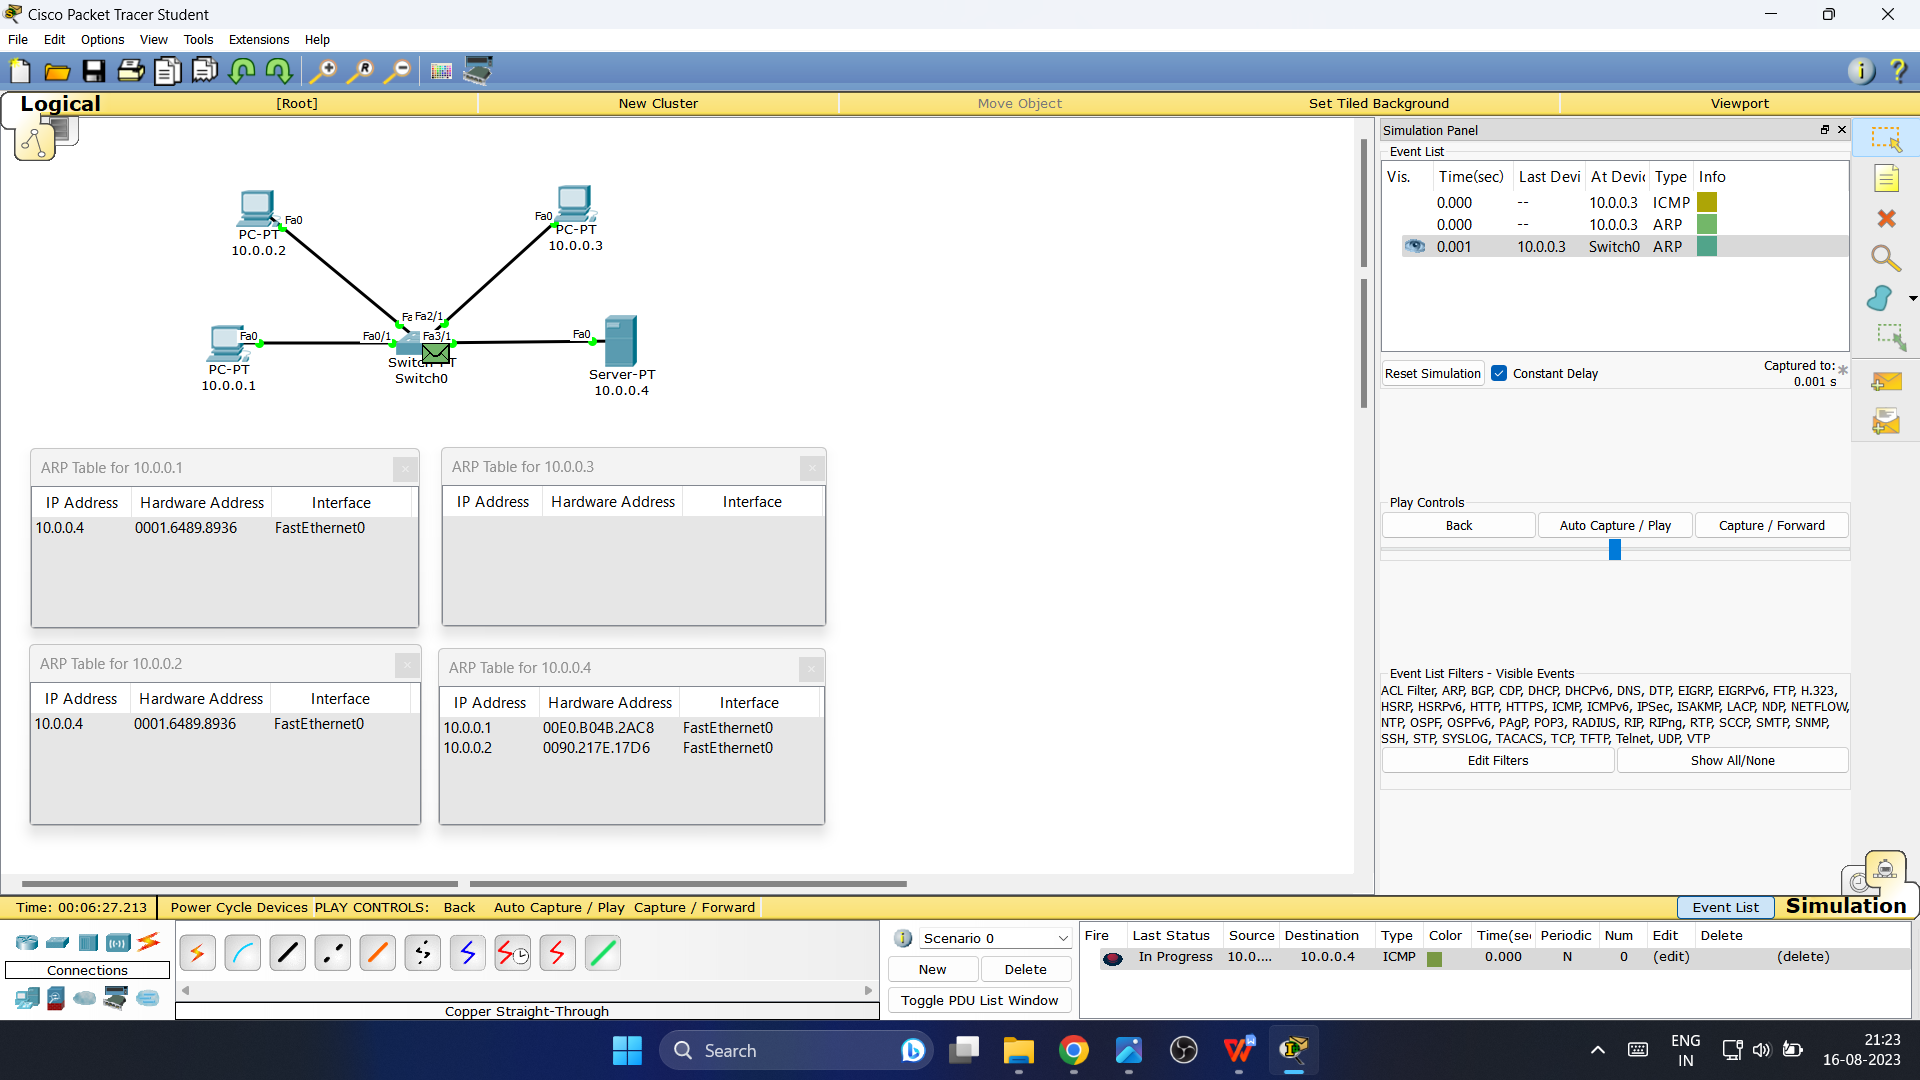 Cisco Packet Tracer Student
File Edit Options View Tools Extensions Help
Logical [Root] New Cluster Move Object Set Tiled Background Viewport
Simulation Panel
Event List
Vis. Time(sec) Last Devi At Devic Type Info
0.000 -- 10.0.0.3 ICMP
0.000 -- 10.0.0.3 ARP
0.001 10.0.0.3 Switch0 ARP
Reset Simulation Constant Delay Captured to: *
0.001 s
Play Controls
Back Auto Capture / Play Capture / Forward
Event List Filters - Visible Events
ACL Filter, ARP, BGP, CDP, DHCP, DHCPv6, DNS, DTP, EIGRP, EIGRPv6, FTP, H.323,
HSRP, HSRPv6, HTTP, HTTPS, ICMP, ICMPv6, IPSec, ISAKMP, LACP, NDP, NETFLOW,
NTP, OSPF, OSPFv6, PAgP, POP3, RADIUS, RIP, RIPng, RTP, SCCP, SMTP, SNMP,
SSH, STP, SYSLOG, TACACS, TCP, TFTP, Telnet, UDP, VTP
Edit Filters Show All/None
Fa0
PC-PT
10.0.0.2
Fa0
PC-PT
10.0.0.3
Fa2/1
Fa0 Fa0/1 Fa3/1 Fa0
PC-PT
10.0.0.1
Switch0
Server-PT
10.0.0.4
ARP Table for 10.0.0.1
IP Address Hardware Address Interface
10.0.0.4 0001.6489.8936 FastEthernet0
ARP Table for 10.0.0.3
IP Address Hardware Address Interface
ARP Table for 10.0.0.2
IP Address Hardware Address Interface
10.0.0.4 0001.6489.8936 FastEthernet0
ARP Table for 10.0.0.4
IP Address Hardware Address Interface
10.0.0.1 00E0.B04B.2AC8 FastEthernet0
10.0.0.2 0090.217E.17D6 FastEthernet0
Time: 00:06:27.213 Power Cycle Devices PLAY CONTROLS: Back Auto Capture / Play Capture / Forward Event List Simulation
Connections
Copper Straight-Through
Scenario 0
New Delete
Toggle PDU List Window
Fire Last Status Source Destination Type Color Time(sec Periodic Num Edit Delete
In Progress 10.0.... 10.0.0.4 ICMP 0.000 N 0 (edit) (delete)
Search
ENG
IN
21:23
16-08-2023